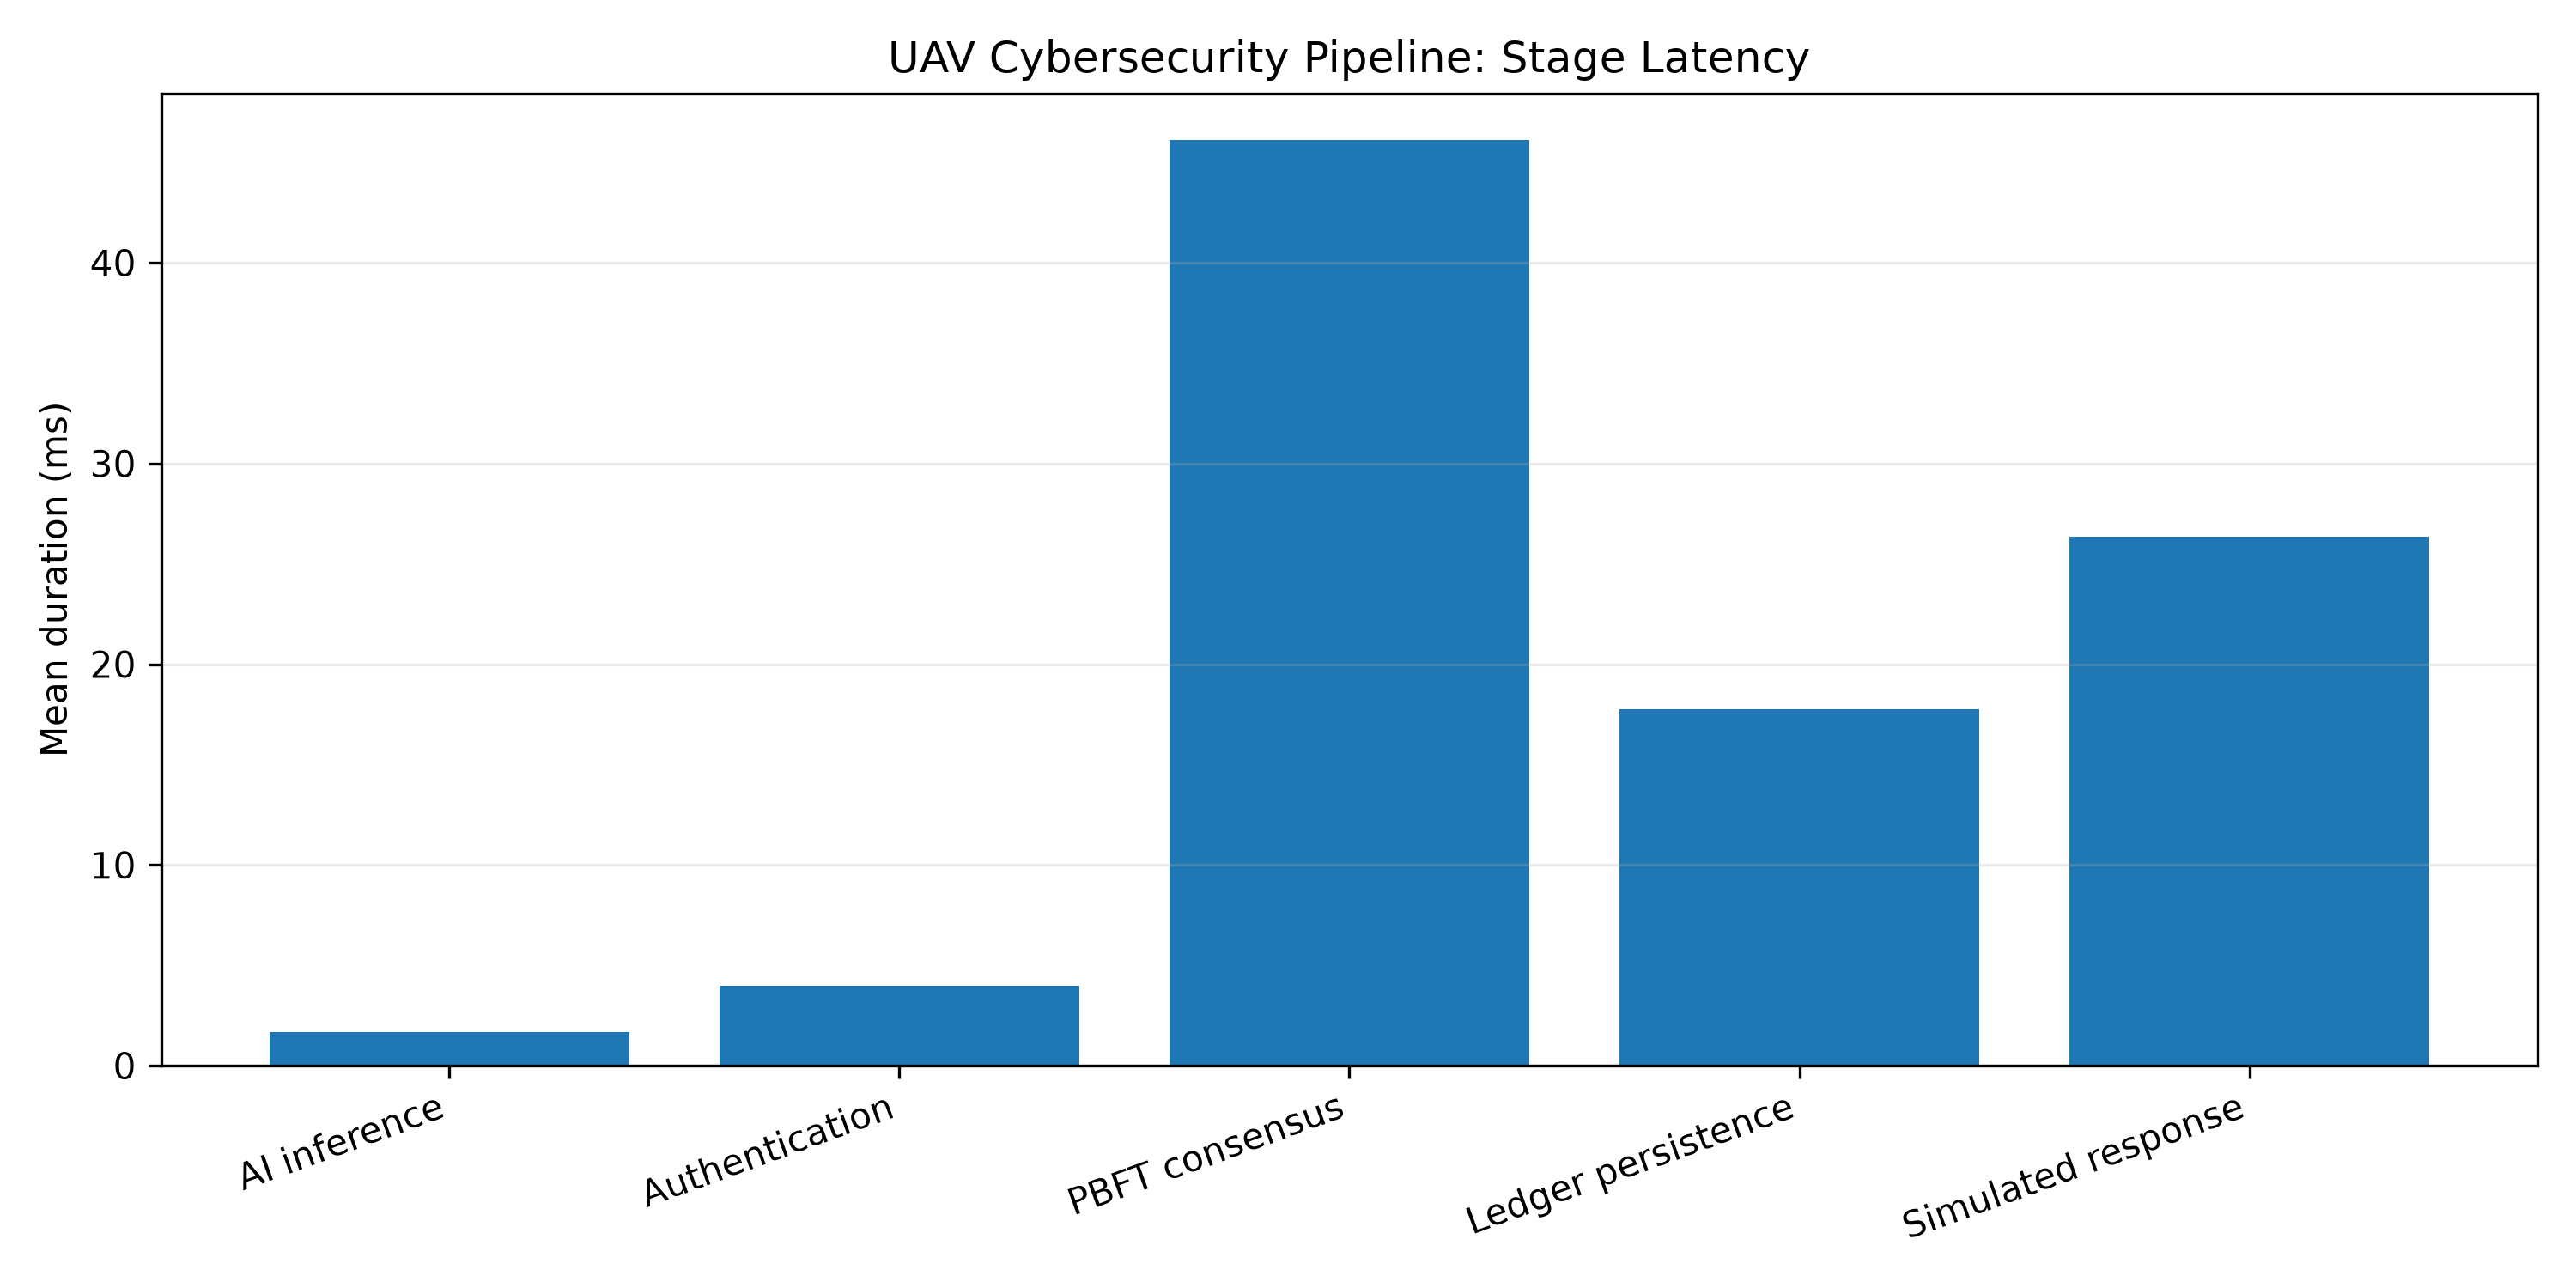 UAV Cybersecurity Pipeline: Stage Latency
Mean duration (ms)
40
30
20
10
0
AI inference
Authentication
PBFT consensus
Ledger persistence
Simulated response